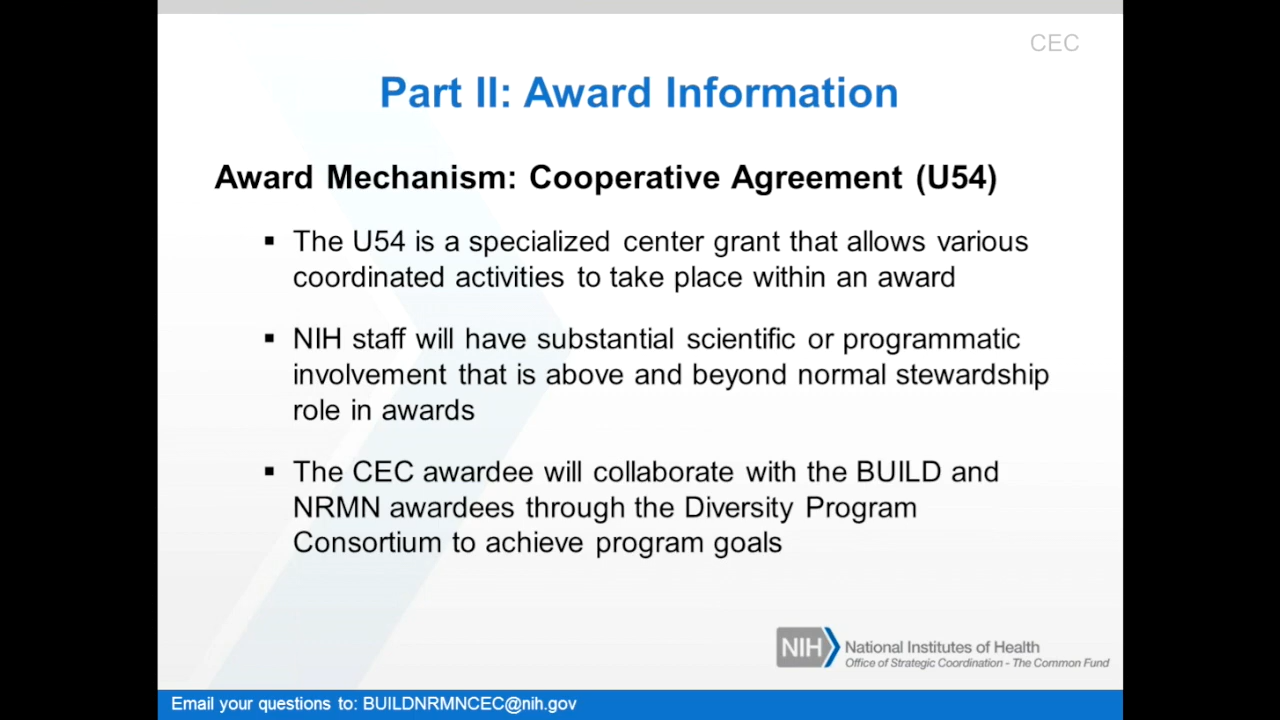 CEC
Part II: Award Information
Award Mechanism: Cooperative Agreement (U54)
▪ The U54 is a specialized center grant that allows various
coordinated activities to take place within an award
▪ NIH staff will have substantial scientific or programmatic
involvement that is above and beyond normal stewardship
role in awards
▪ The CEC awardee will collaborate with the BUILD and
NRMN awardees through the Diversity Program
Consortium to achieve program goals
NIH National Institutes of Health
Office of Strategic Coordination - The Common Fund
Email your questions to: BUILDNRMNCEC@nih.gov